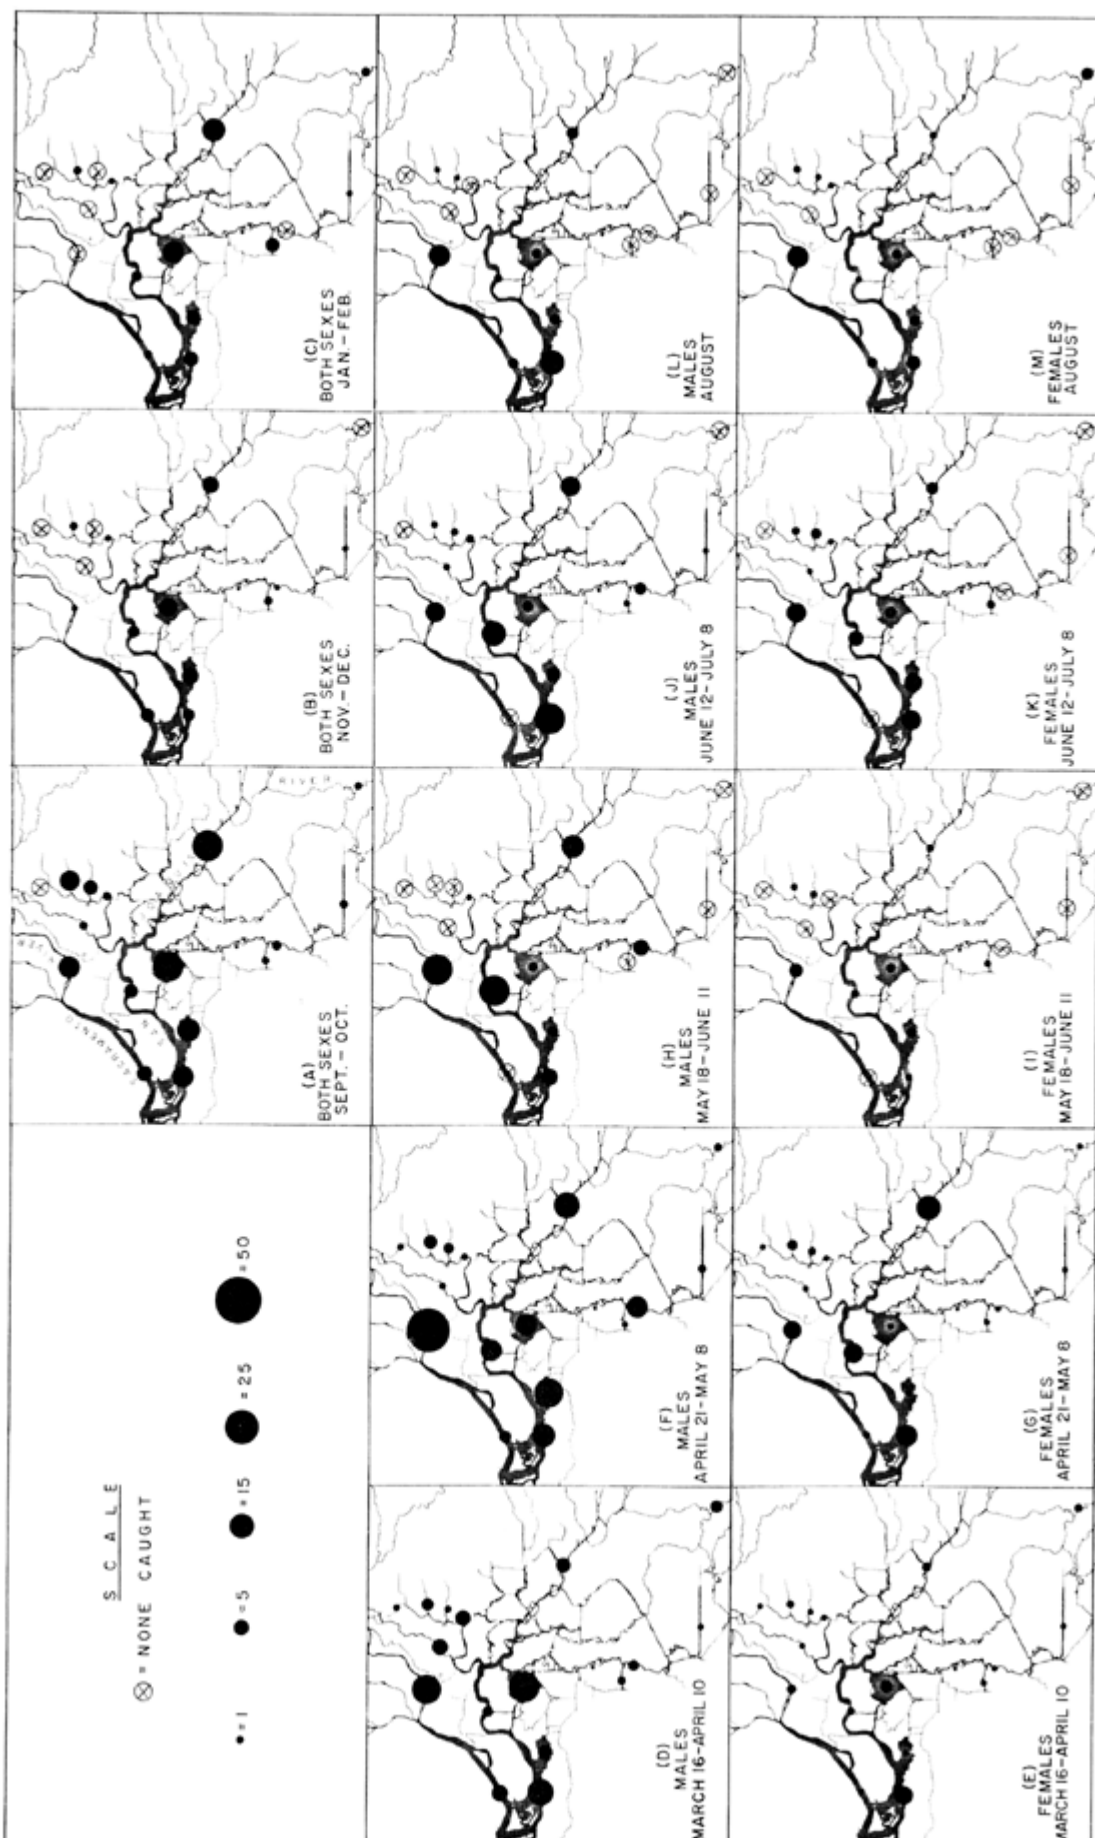 SCALE
⊗ = NONE CAUGHT
= 1
= 5
= 15
= 25
= 50
SACRAMENTO
SAN
RIVER
(A)
BOTH SEXES
SEPT. – OCT.
(B)
BOTH SEXES
NOV. – DEC.
(C)
BOTH SEXES
JAN. – FEB.
(D)
MALES
MARCH 16 – APRIL 10
(F)
MALES
APRIL 21 – MAY 8
(H)
MALES
MAY 18 – JUNE 11
(J)
MALES
JUNE 12 – JULY 8
(L)
MALES
AUGUST
(E)
FEMALES
MARCH 16 – APRIL 10
(G)
FEMALES
APRIL 21 – MAY 8
(I)
FEMALES
MAY 18 – JUNE 11
(K)
FEMALES
JUNE 12 – JULY 8
(M)
FEMALES
AUGUST